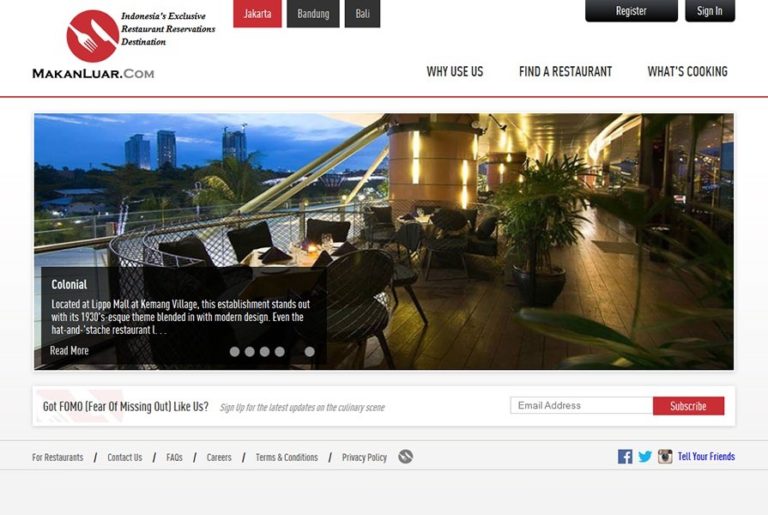 Indonesia's Exclusive
Restaurant Reservations
Destination
MAKANLUAR.COM
Jakarta
Bandung
Bali
Register
Sign In
WHY USE US
FIND A RESTAURANT
WHAT'S COOKING
Colonial
Located at Lippo Mall at Kemang Village, this establishment stands out
with its 1930's-esque theme blended in with modern design. Even the
hat-and-'stache restaurant l. . .
Read More
Got FOMO (Fear Of Missing Out) Like Us?
Sign Up for the latest updates on the culinary scene
Email Address
Subscribe
For Restaurants / Contact Us / FAQs / Careers / Terms & Conditions / Privacy Policy
Tell Your Friends